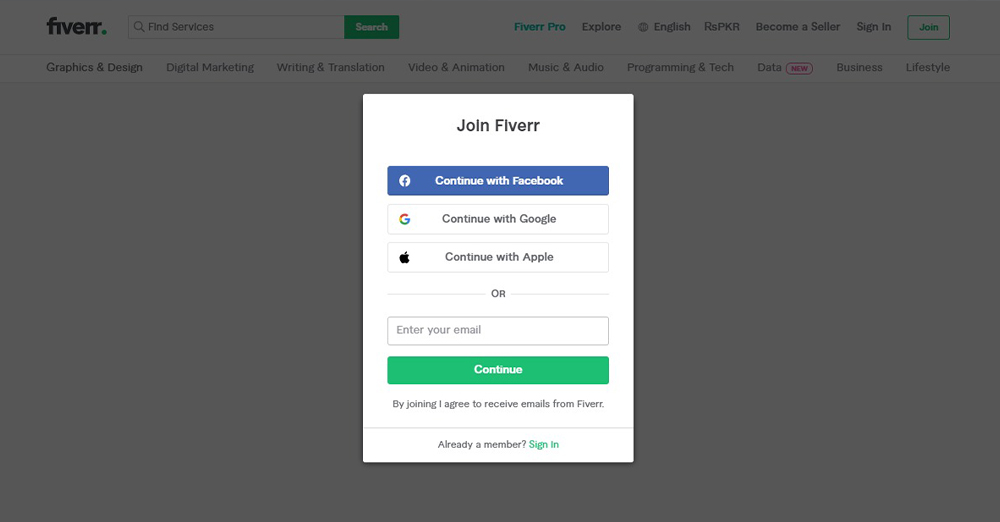 fiverr. Find Services Search Fiverr Pro Explore English RsPKR Become a Seller Sign In Join
Graphics & Design Digital Marketing Writing & Translation Video & Animation Music & Audio Programming & Tech Data NEW Business Lifestyle
Join Fiverr
Continue with Facebook
Continue with Google
Continue with Apple
OR
Enter your email
Continue
By joining I agree to receive emails from Fiverr.
Already a member? Sign In